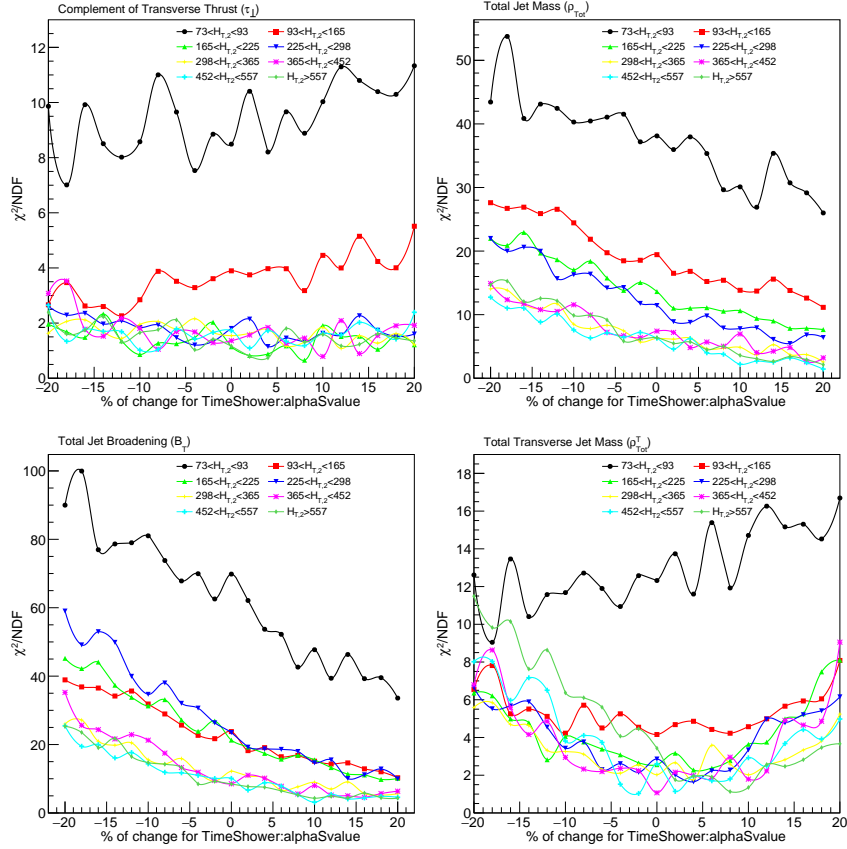 Complement of Transverse Thrust (τ⊥)
73<H_T,2<93 93<H_T,2<165
165<H_T,2<225 225<H_T,2<298
298<H_T,2<365 365<H_T,2<452
452<H_T2<557 H_T,2>557
12
10
8
6
4
2
0
χ²/NDF
−20 −15 −10 −5 0 5 10 15 20
% of change for TimeShower:alphaSvalue
Total Jet Mass (ρ_Tot)
73<H_T,2<93 93<H_T,2<165
165<H_T,2<225 225<H_T,2<298
298<H_T,2<365 365<H_T,2<452
452<H_T2<557 H_T,2>557
50
40
30
20
10
0
χ²/NDF
−20 −15 −10 −5 0 5 10 15 20
% of change for TimeShower:alphaSvalue
Total Jet Broadening (B_T)
73<H_T,2<93 93<H_T,2<165
165<H_T,2<225 225<H_T,2<298
298<H_T,2<365 365<H_T,2<452
452<H_T2<557 H_T,2>557
100
80
60
40
20
0
χ²/NDF
−20 −15 −10 −5 0 5 10 15 20
% of change for TimeShower:alphaSvalue
Total Transverse Jet Mass (ρ^T_Tot)
73<H_T,2<93 93<H_T,2<165
165<H_T,2<225 225<H_T,2<298
298<H_T,2<365 365<H_T,2<452
452<H_T2<557 H_T,2>557
18
16
14
12
10
8
6
4
2
0
χ²/NDF
−20 −15 −10 −5 0 5 10 15 20
% of change for TimeShower:alphaSvalue